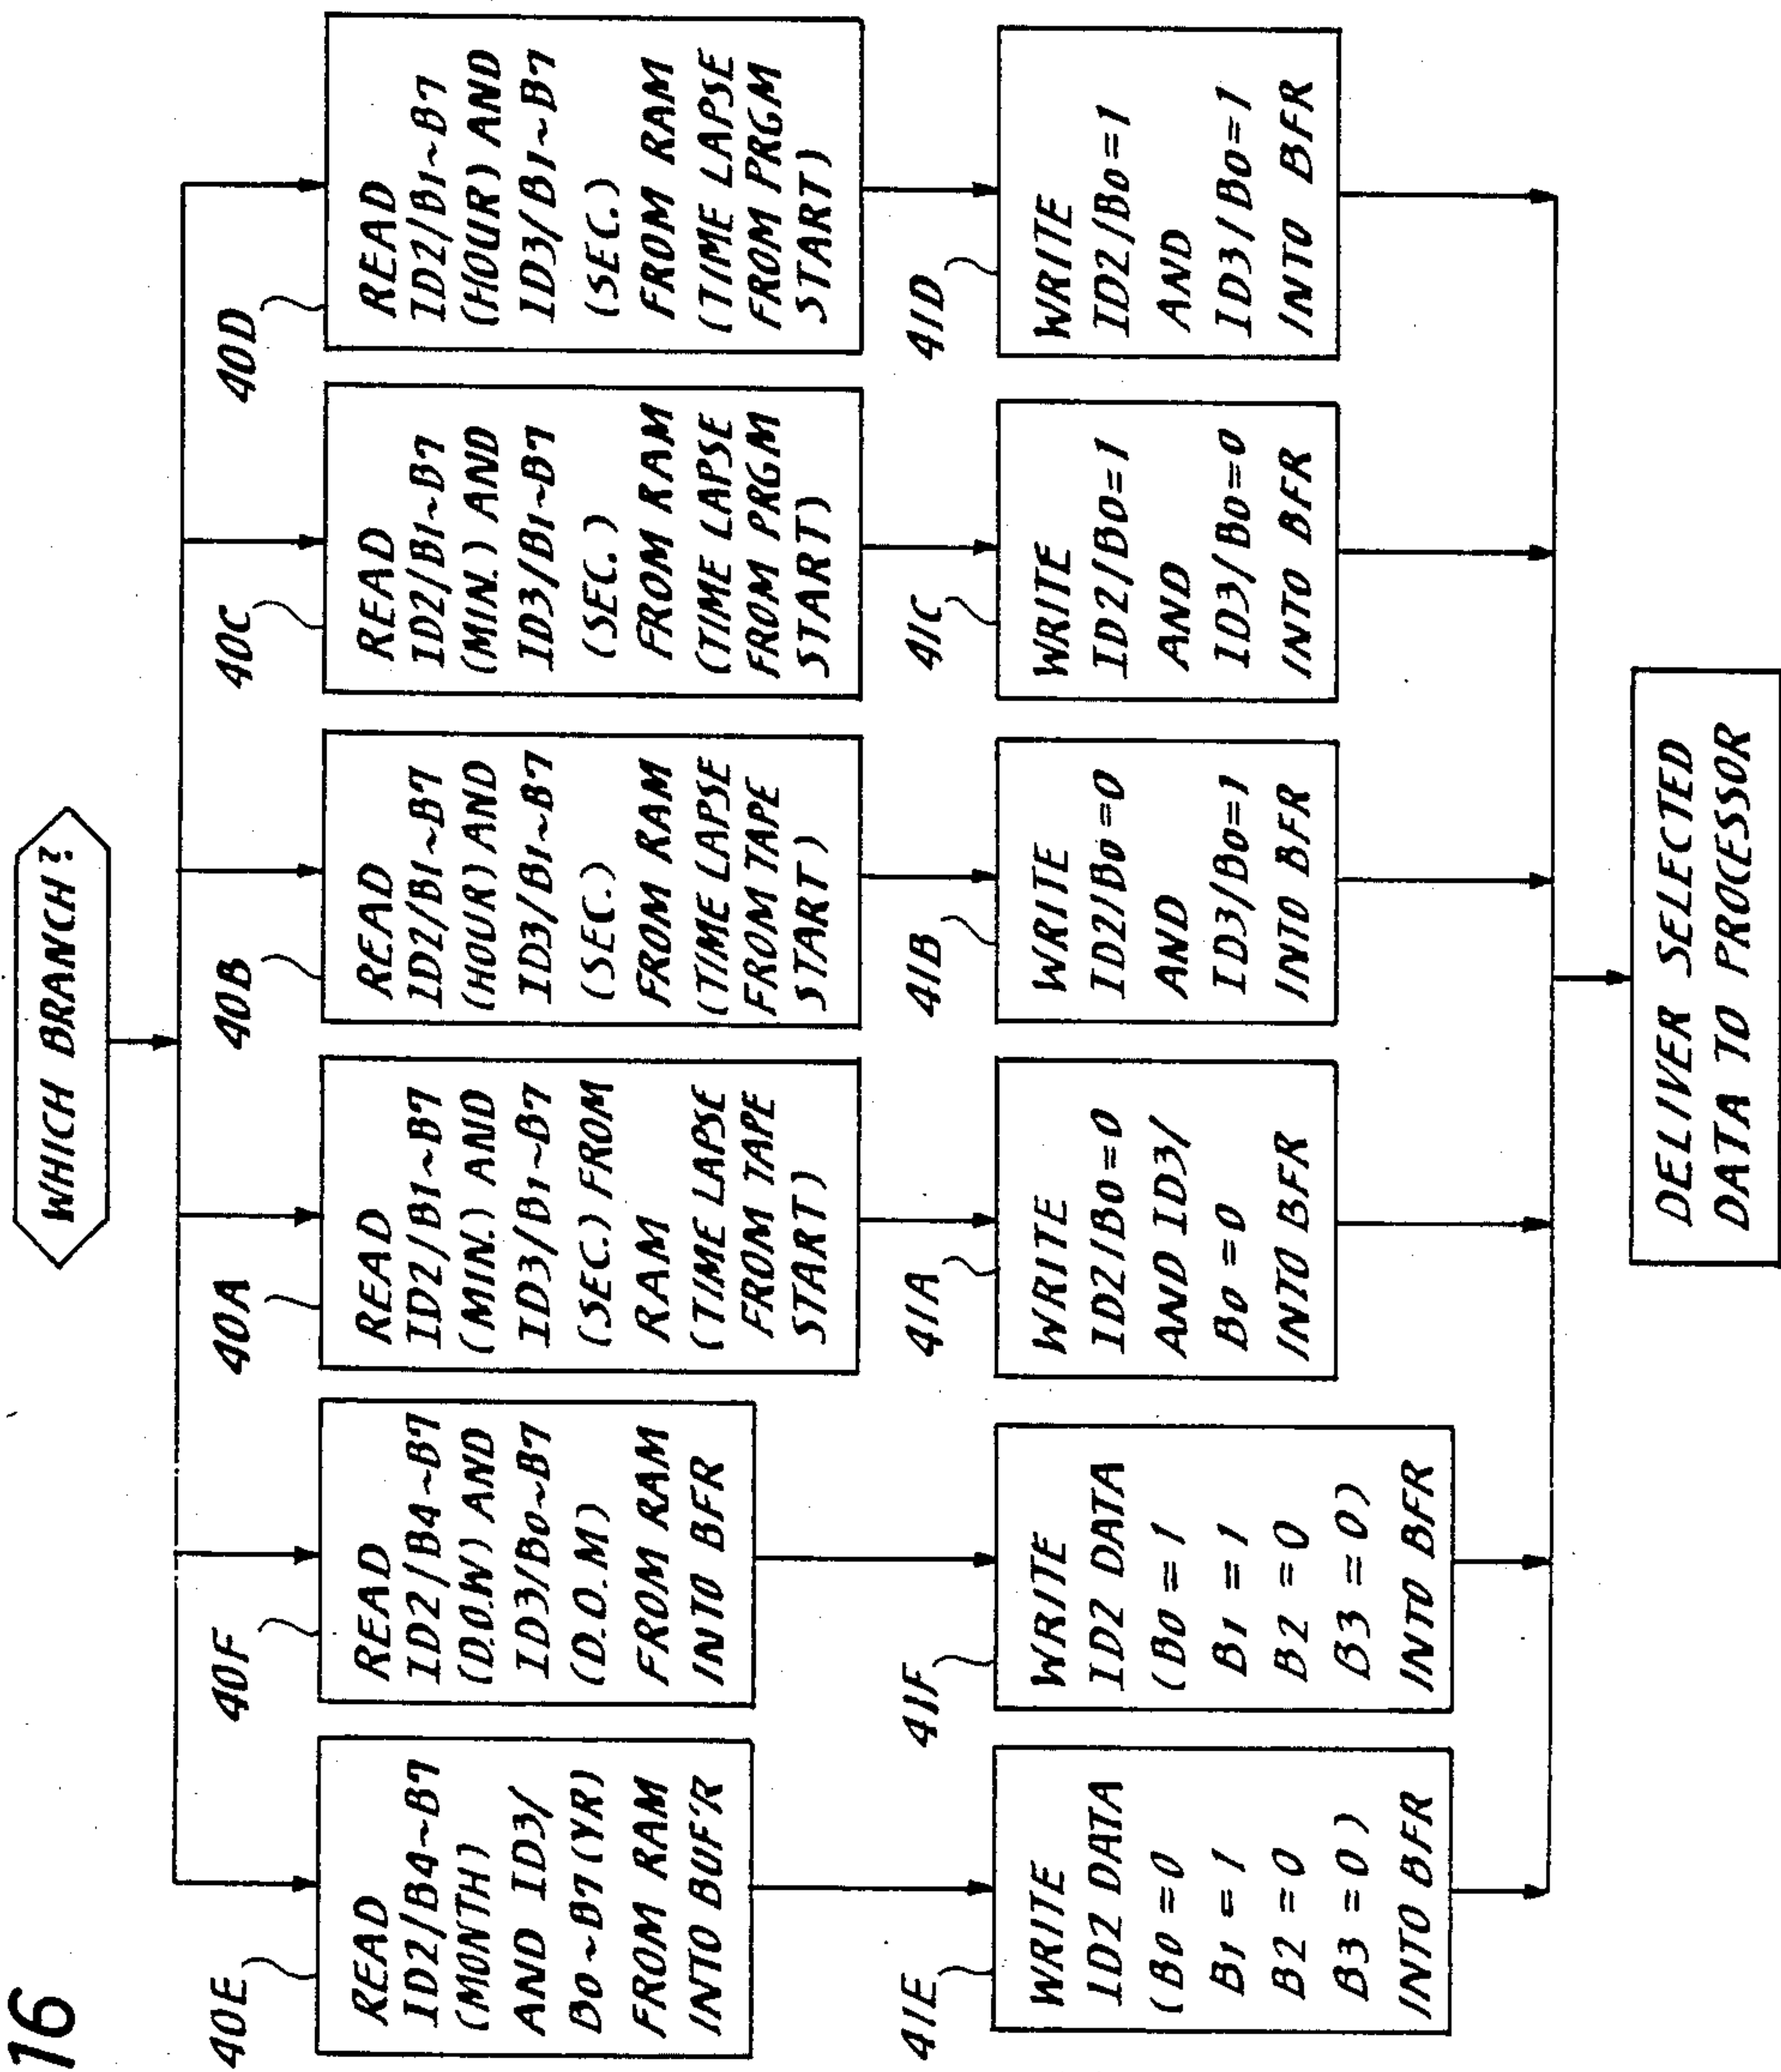 16
WHICH BRANCH?
40E
READ
ID2/B4~B7
(MONTH)
AND ID3/
B0~B7(YR)
FROM RAM
INTO BUF'R
40F
READ
ID2/B4~B7
(D.O.W) AND
ID3/B0~B7
(D.O.M)
FROM RAM
INTO BFR
40A
READ
ID2/B1~B7
(MIN.) AND
ID3/B1~B7
(SEC.) FROM
RAM
(TIME LAPSE
FROM TAPE
START)
40B
READ
ID2/B1~B7
(HOUR) AND
ID3/B1~B7
(SEC.)
FROM RAM
(TIME LAPSE
FROM TAPE
START)
40C
READ
ID2/B1~B7
(MIN.) AND
ID3/B1~B7
(SEC.)
FROM RAM
(TIME LAPSE
FROM PRGM
START)
40D
READ
ID2/B1~B7
(HOUR) AND
ID3/B1~B7
(SEC.)
FROM RAM
(TIME LAPSE
FROM PRGM
START)
41E
WRITE
ID2 DATA
(B0=0
B1=1
B2=0
B3=0)
INTO BFR
41F
WRITE
ID2 DATA
(B0=1
B1=1
B2=0
B3=0)
INTO BFR
41A
WRITE
ID2/B0=0
AND ID3/
B0=0
INTO BFR
41B
WRITE
ID2/B0=0
AND
ID3/B0=1
INTO BFR
41C
WRITE
ID2/B0=1
AND
ID3/B0=0
INTO BFR
41D
WRITE
ID2/B0=1
AND
ID3/B0=1
INTO BFR
DELIVER SELECTED
DATA TO PROCESSOR